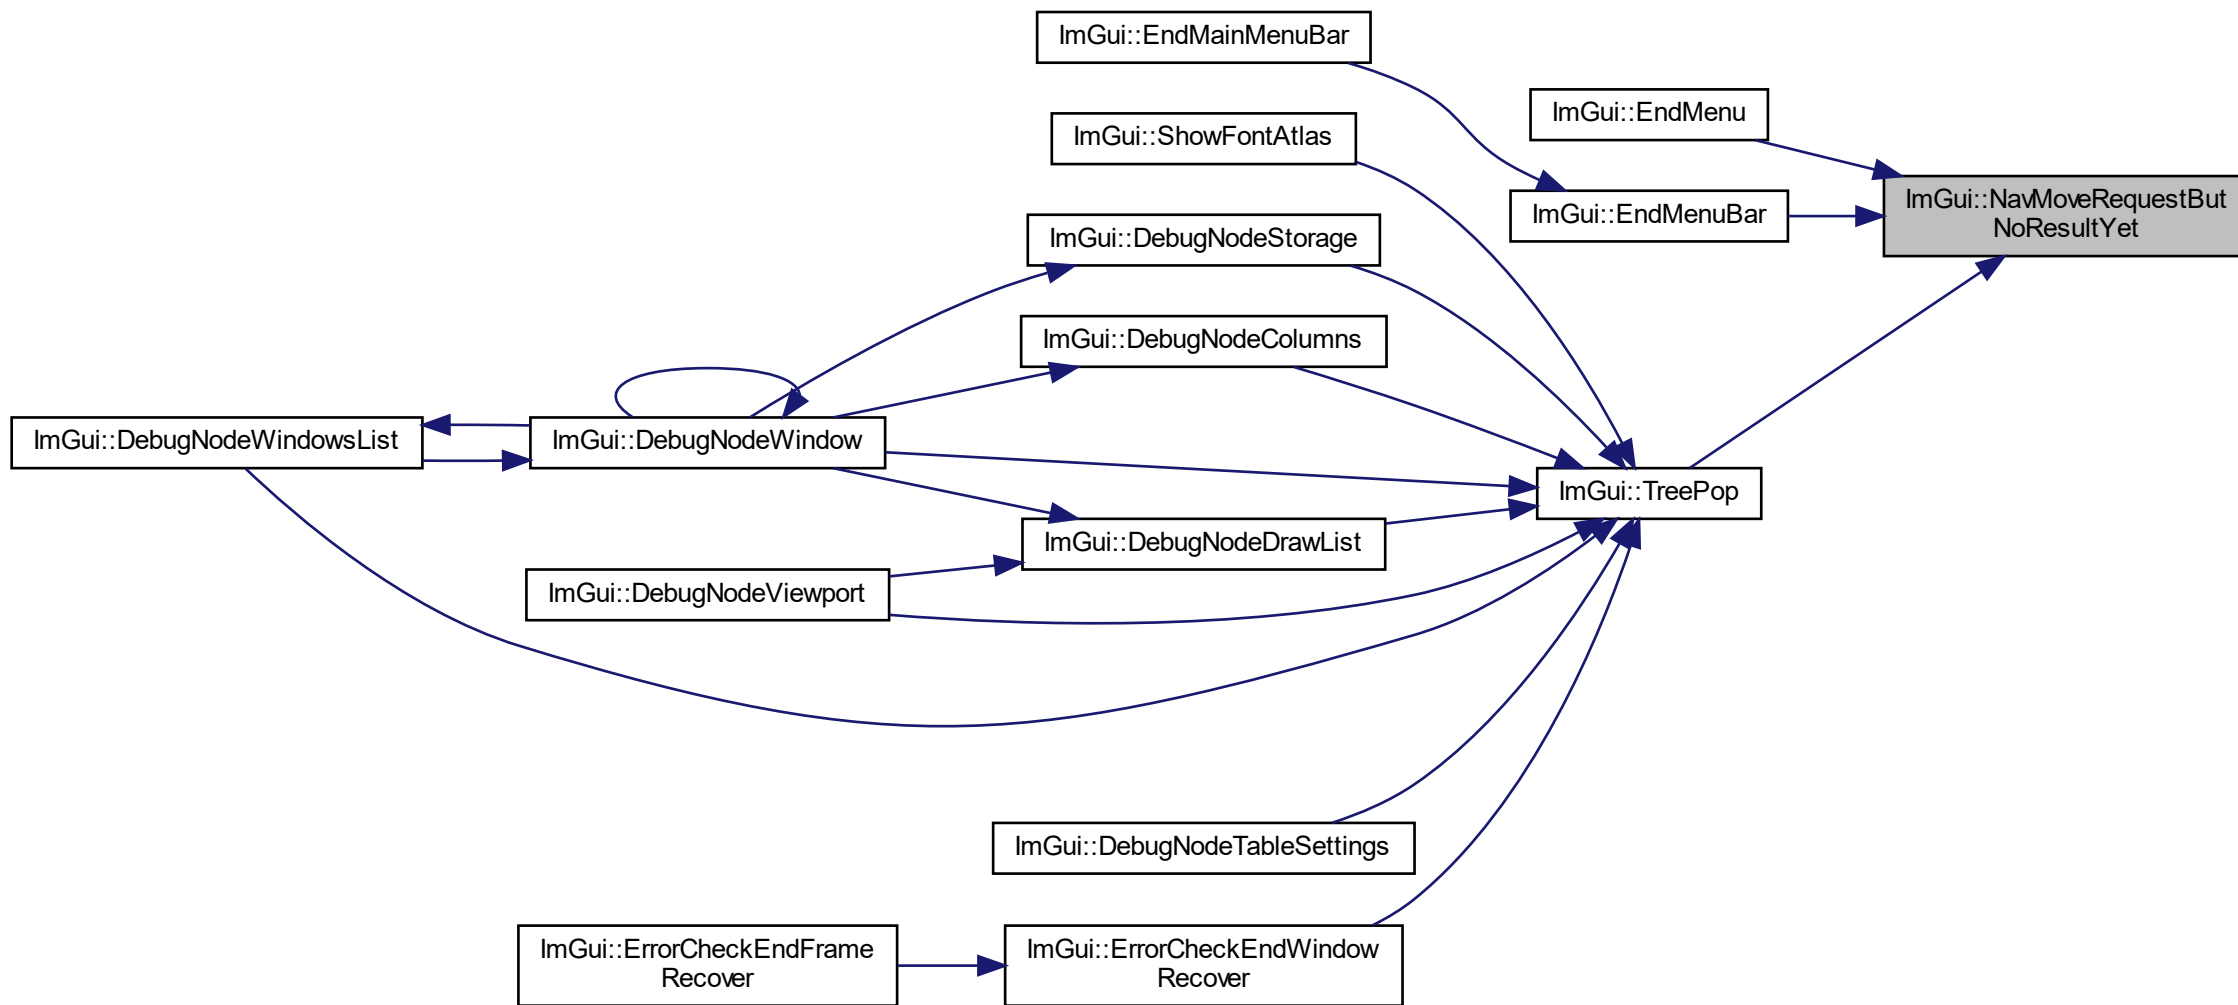 ImGui::EndMainMenuBar
ImGui::EndMenu
ImGui::ShowFontAtlas
ImGui::EndMenuBar
ImGui::NavMoveRequestBut
NoResultYet
ImGui::DebugNodeStorage
ImGui::DebugNodeColumns
ImGui::DebugNodeWindowsList
ImGui::DebugNodeWindow
ImGui::TreePop
ImGui::DebugNodeDrawList
ImGui::DebugNodeViewport
ImGui::DebugNodeTableSettings
ImGui::ErrorCheckEndFrame
Recover
ImGui::ErrorCheckEndWindow
Recover